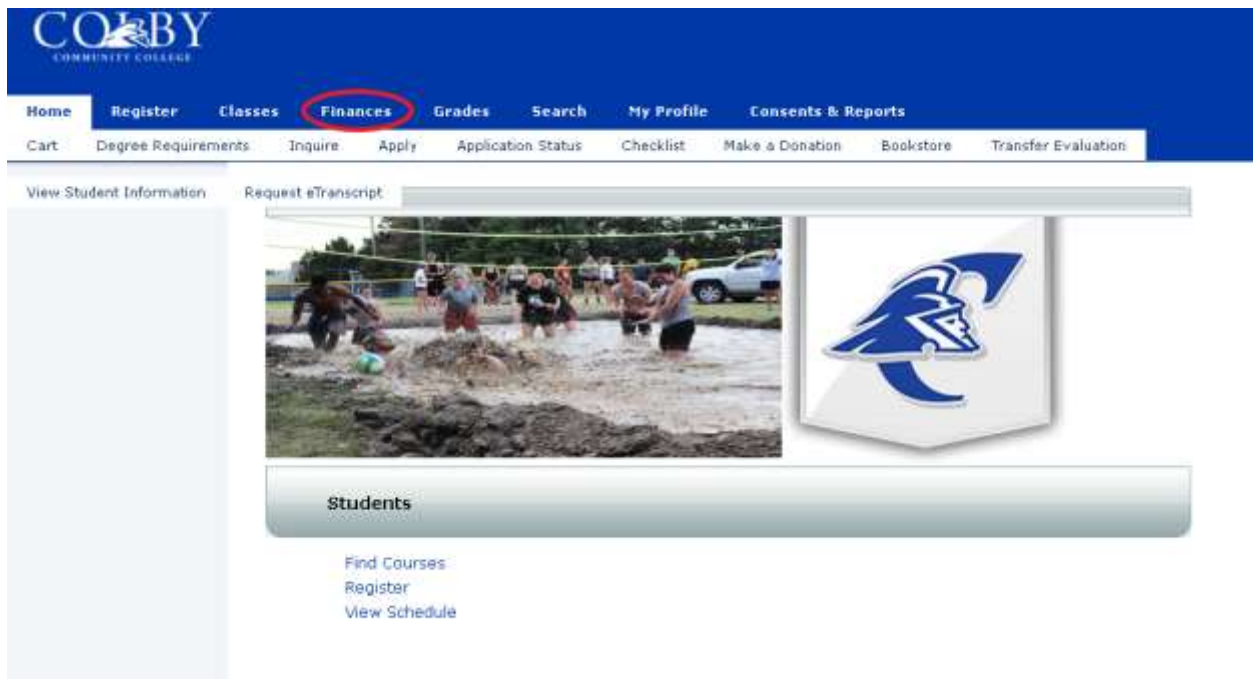 COLBY
COMMUNITY COLLEGE
Home Register Classes Finances Grades Search My Profile Consents & Reports
Cart Degree Requirements Inquire Apply Application Status Checklist Make a Donation Bookstore Transfer Evaluation
View Student Information Request eTranscript
Students
Find Courses
Register
View Schedule